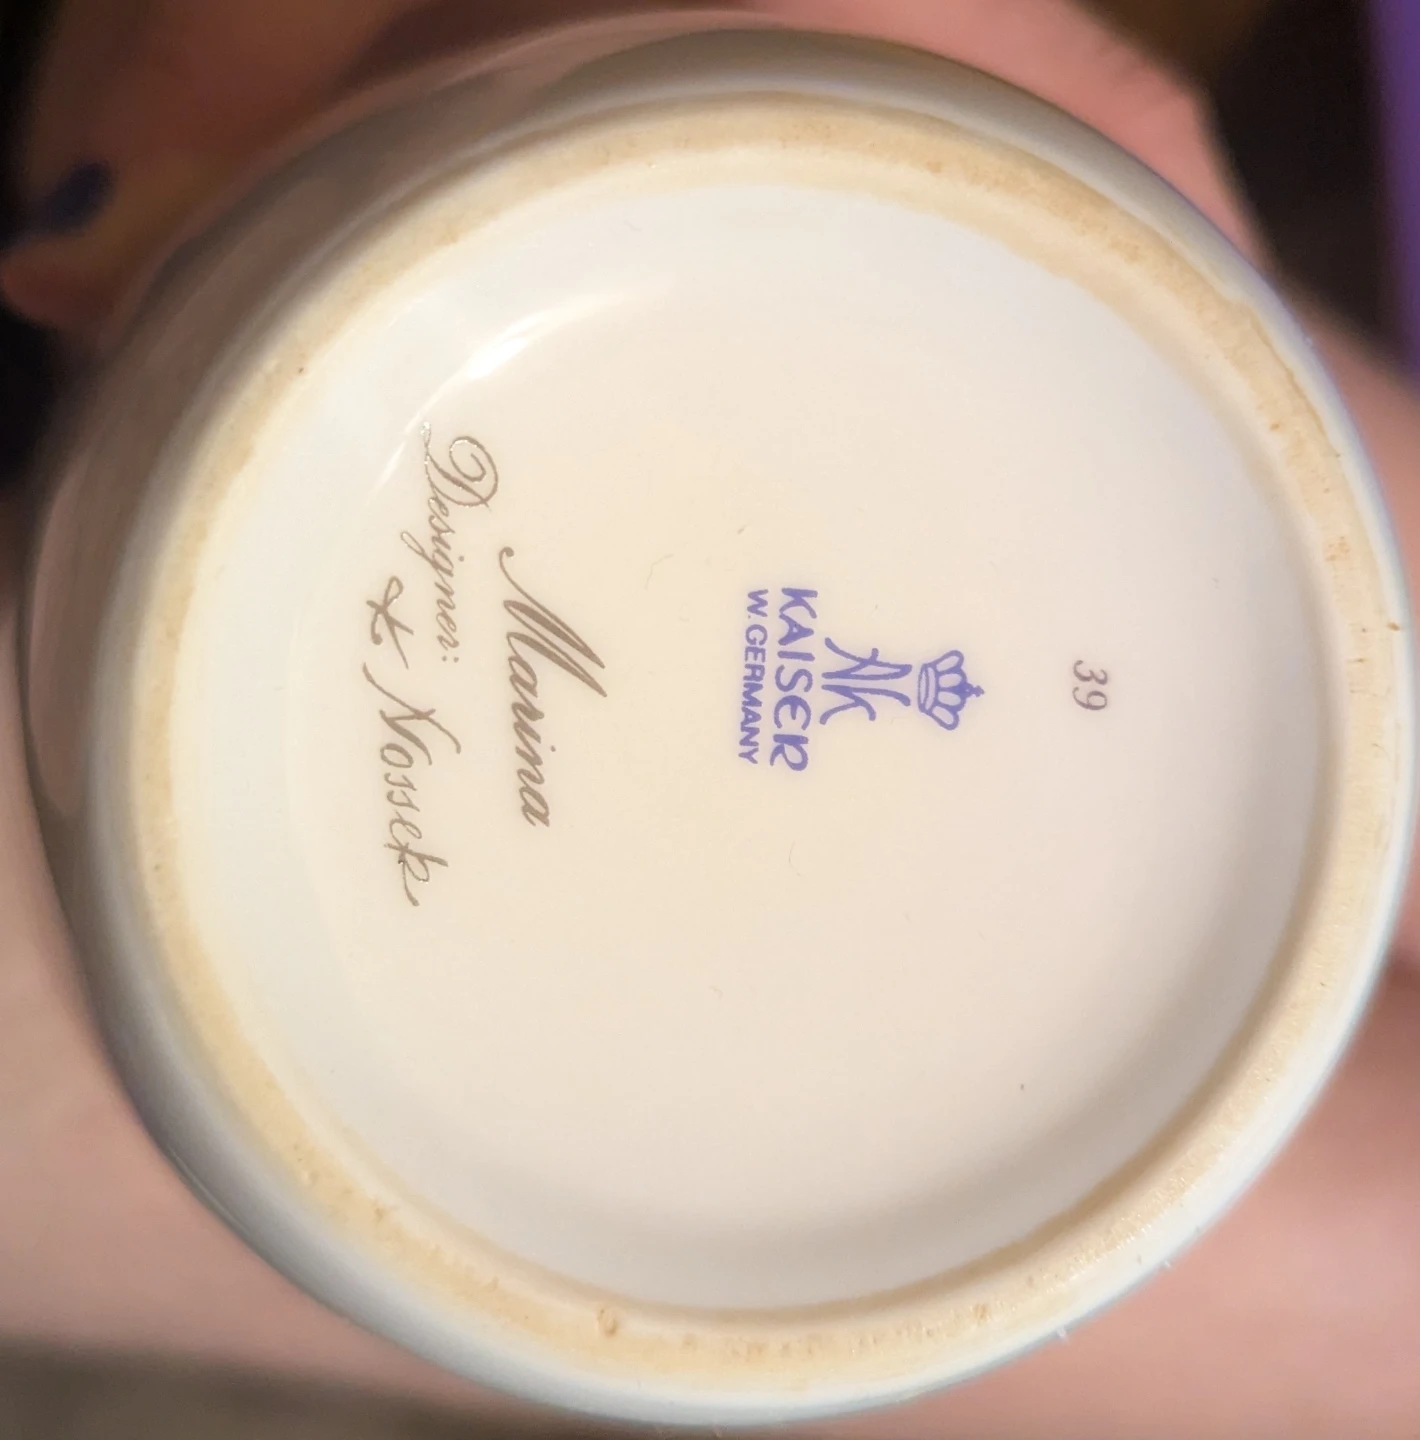 39
AK
KAISER
W.GERMANY
Marina
Designer:
K. Nossek